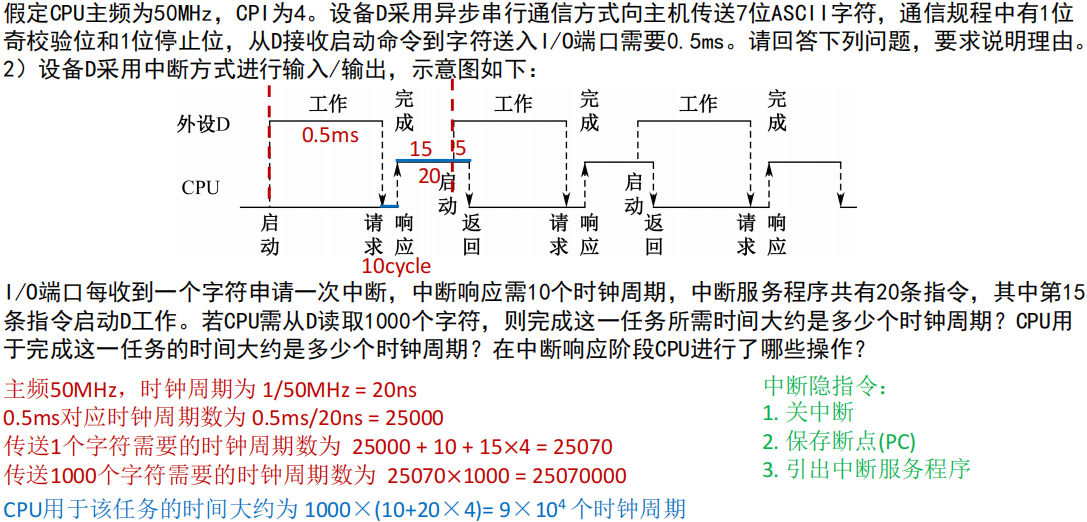 假定CPU主频为50MHz，CPI为4。设备D采用异步串行通信方式向主机传送7位ASCII字符，通信规程中有1位
奇校验位和1位停止位，从D接收启动命令到字符送入I/O端口需要0.5ms。请回答下列问题，要求说明理由。
2）设备D采用中断方式进行输入/输出，示意图如下：
工作 完成 工作 完成 工作 完成
外设D
0.5ms
15 5
20
启动 启动
CPU
启动 请求 响应 返回 请求 响应 返回 请求 响应
10cycle
I/O端口每收到一个字符申请一次中断，中断响应需10个时钟周期，中断服务程序共有20条指令，其中第15
条指令启动D工作。若CPU需从D读取1000个字符，则完成这一任务所需时间大约是多少个时钟周期？CPU用
于完成这一任务的时间大约是多少个时钟周期？在中断响应阶段CPU进行了哪些操作？
主频50MHz，时钟周期为 1/50MHz = 20ns
0.5ms对应时钟周期数为 0.5ms/20ns = 25000
传送1个字符需要的时钟周期数为 25000 + 10 + 15×4 = 25070
传送1000个字符需要的时钟周期数为 25070×1000 = 25070000
CPU用于该任务的时间大约为 1000×(10+20×4)= 9×10⁴ 个时钟周期
中断隐指令：
1. 关中断
2. 保存断点(PC)
3. 引出中断服务程序